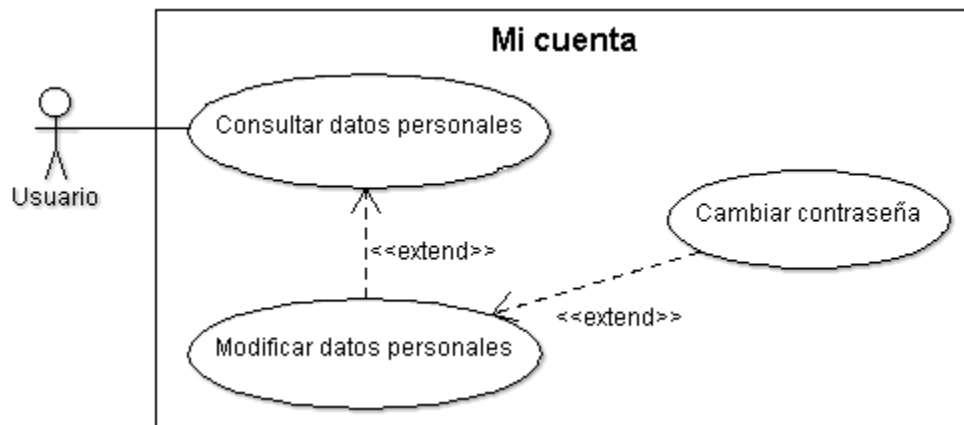 Mi cuenta
Consultar datos personales
Usuario
Cambiar contraseña
<<extend>>
<<extend>>
Modificar datos personales